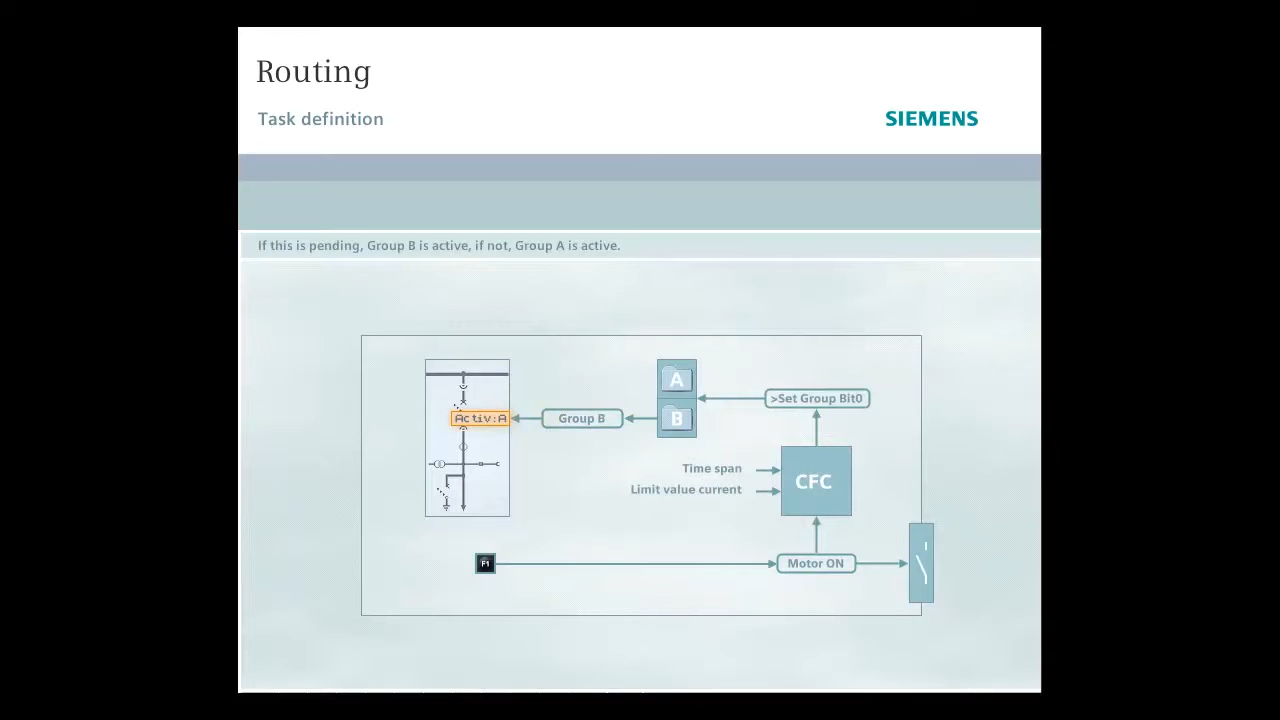 Routing
Task definition
SIEMENS
If this is pending, Group B is active, if not, Group A is active.
A
>Set Group Bit0
Activ:A
Group B
B
Time span
CFC
Limit value current
F1
Motor ON